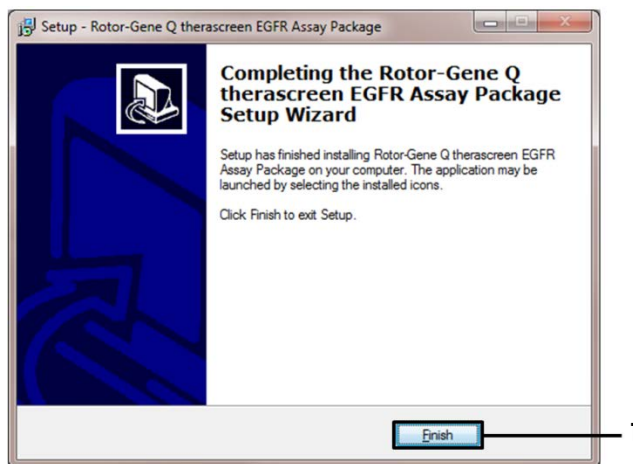 Setup - Rotor-Gene Q therascreen EGFR Assay Package
Completing the Rotor-Gene Q
therascreen EGFR Assay Package
Setup Wizard
Setup has finished installing Rotor-Gene Q therascreen EGFR
Assay Package on your computer. The application may be
launched by selecting the installed icons.
Click Finish to exit Setup.
Finish